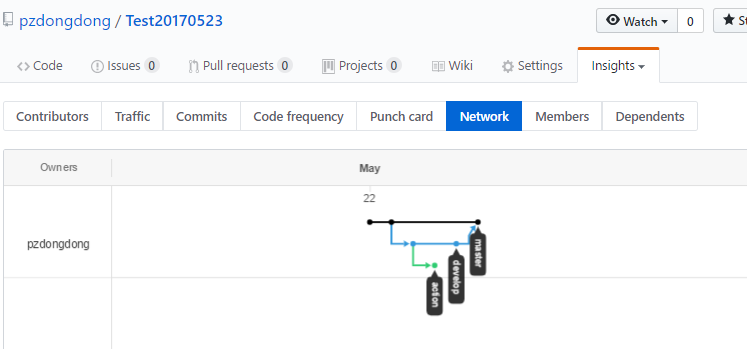 pzdongdong / Test20170523
Watch 0 St
Code Issues 0 Pull requests 0 Projects 0 Wiki Settings Insights
Contributors Traffic Commits Code frequency Punch card Network Members Dependents
Owners May
22
pzdongdong
master
develop
action